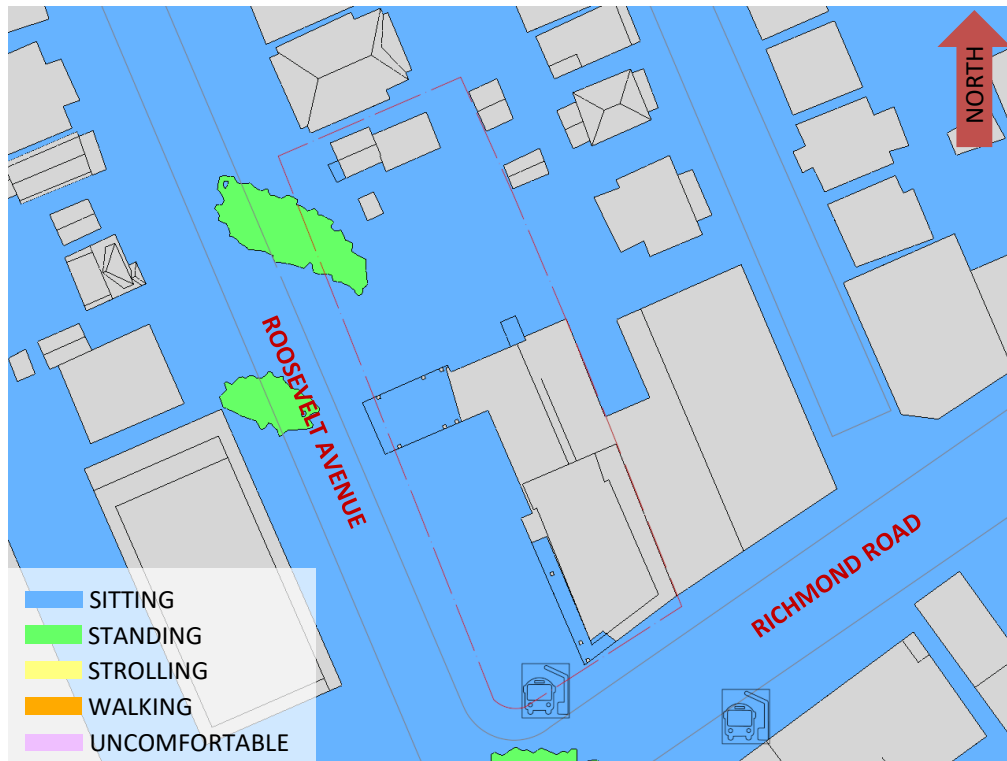 NORTH
ROOSEVELT AVENUE
RICHMOND ROAD
SITTING
STANDING
STROLLING
WALKING
UNCOMFORTABLE